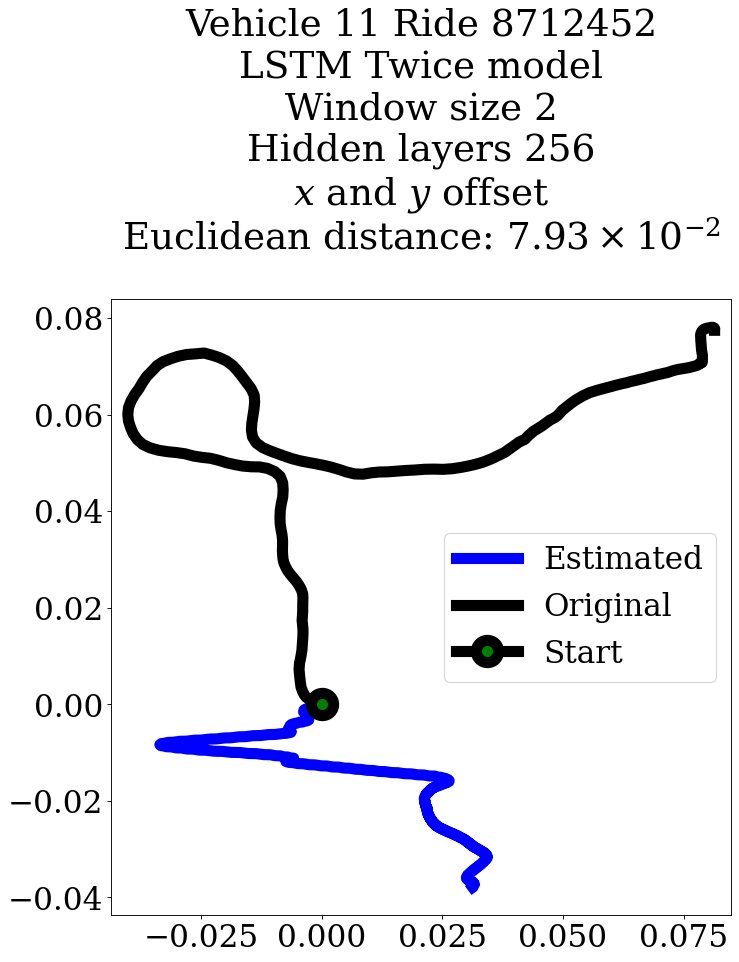 Vehicle 11 Ride 8712452
LSTM Twice model
Window size 2
Hidden layers 256
x and y offset
Euclidean distance: 7.93 × 10⁻²
0.08
0.06
0.04
0.02
0.00
−0.02
−0.04
Estimated
Original
Start
−0.025 0.000 0.025 0.050 0.075